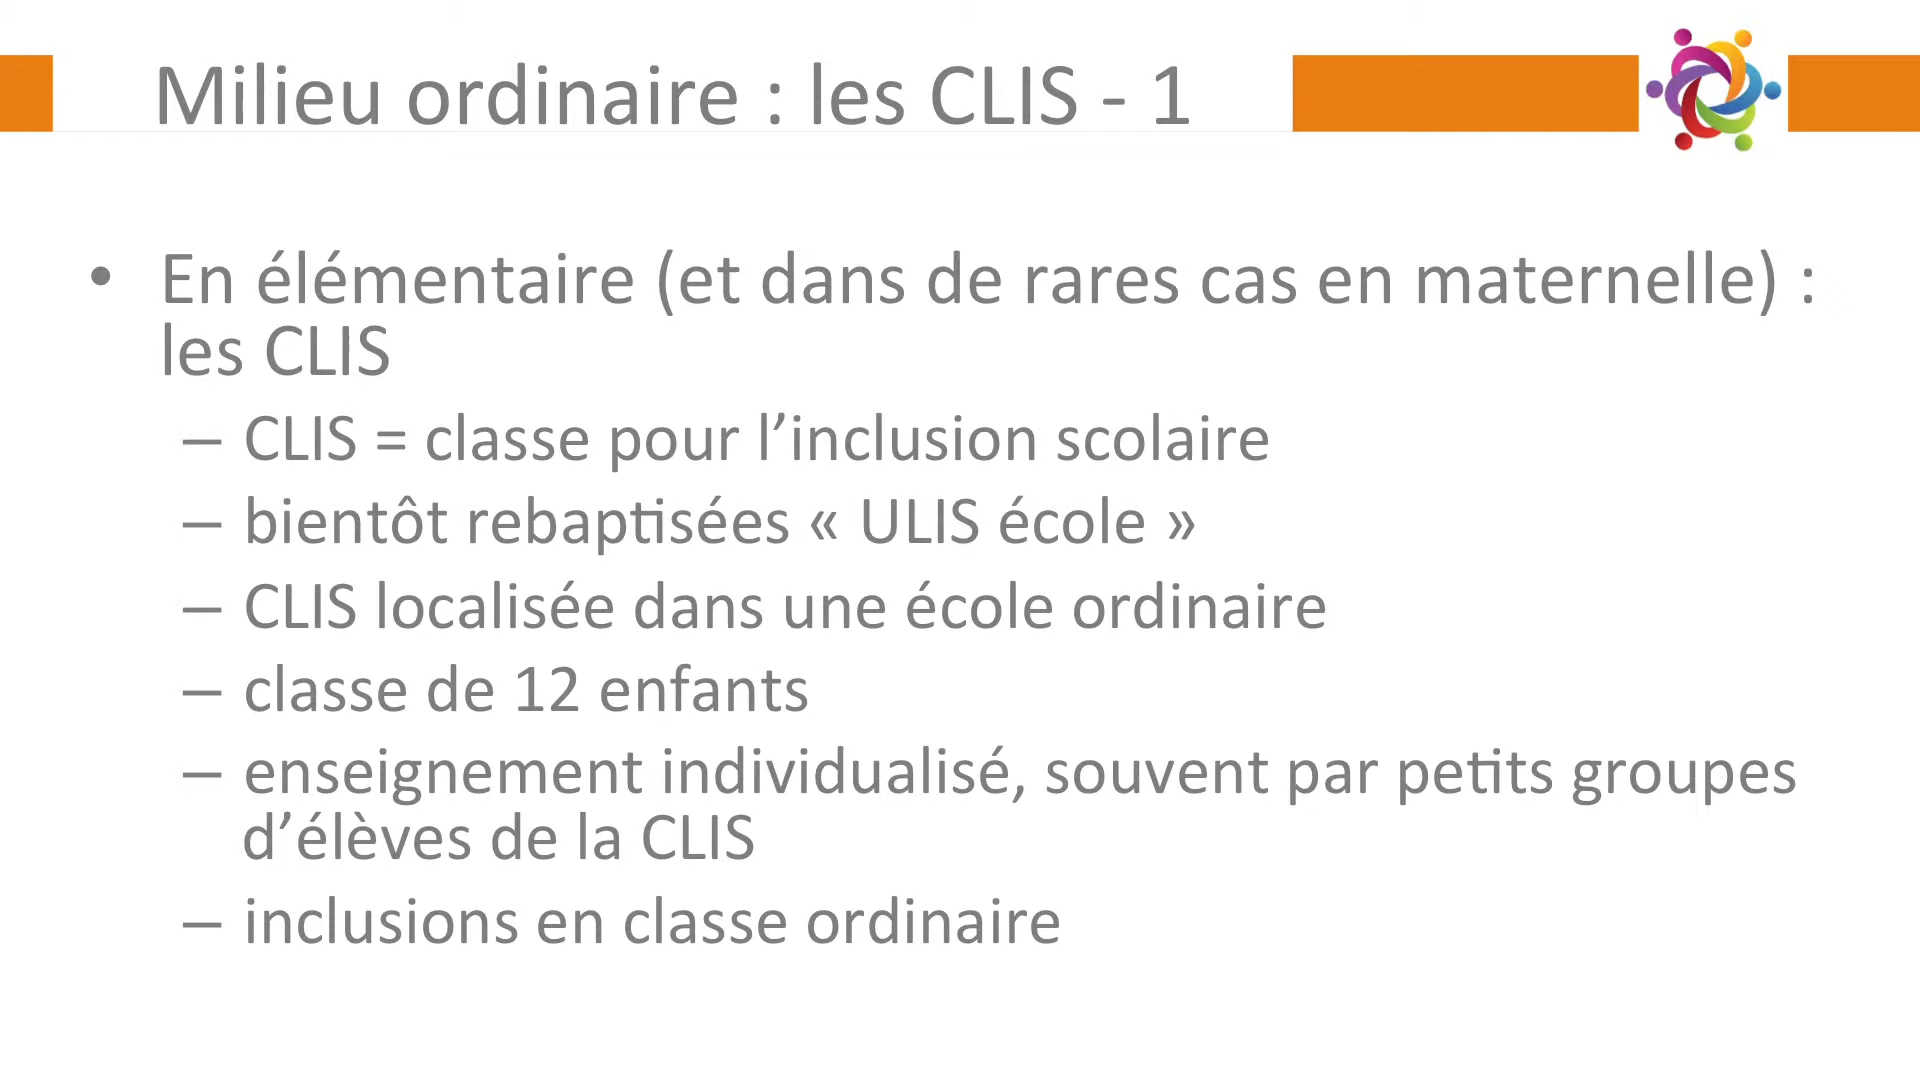 Milieu ordinaire : les CLIS - 1
• En élémentaire (et dans de rares cas en maternelle) :
les CLIS
– CLIS = classe pour l’inclusion scolaire
– bientôt rebaptisées « ULIS école »
– CLIS localisée dans une école ordinaire
– classe de 12 enfants
– enseignement individualisé, souvent par petits groupes
d’élèves de la CLIS
– inclusions en classe ordinaire